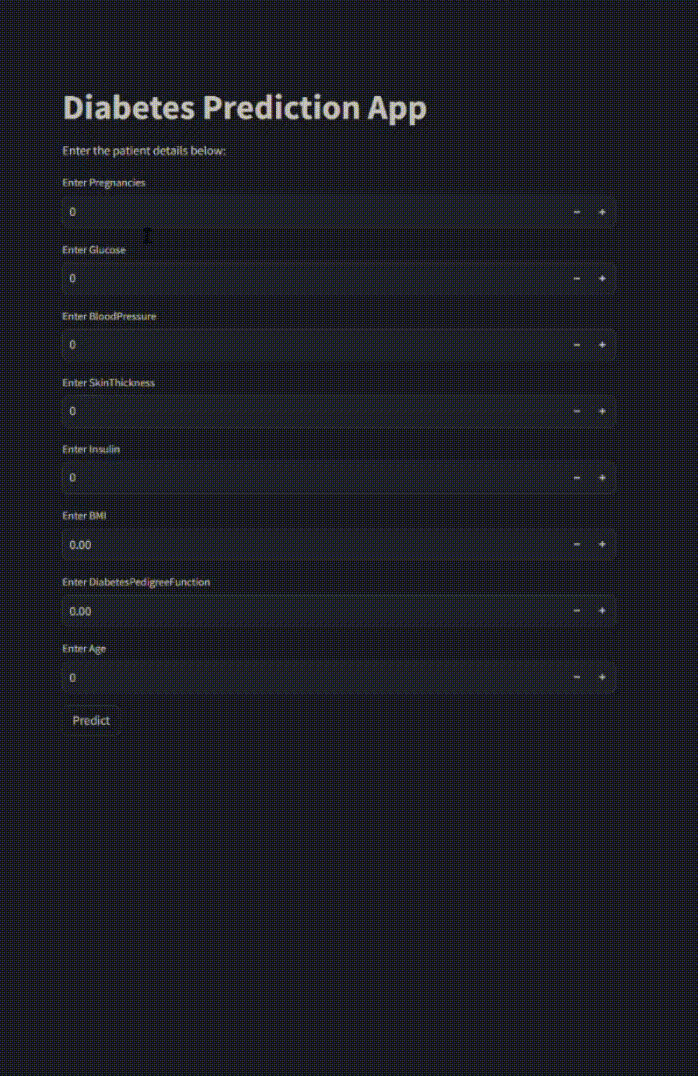 Diabetes Prediction App
Enter the patient details below:
Enter Pregnancies
0 − +
Enter Glucose
0 − +
Enter BloodPressure
0 − +
Enter SkinThickness
0 − +
Enter Insulin
0 − +
Enter BMI
0.00 − +
Enter DiabetesPedigreeFunction
0.00 − +
Enter Age
0 − +
Predict